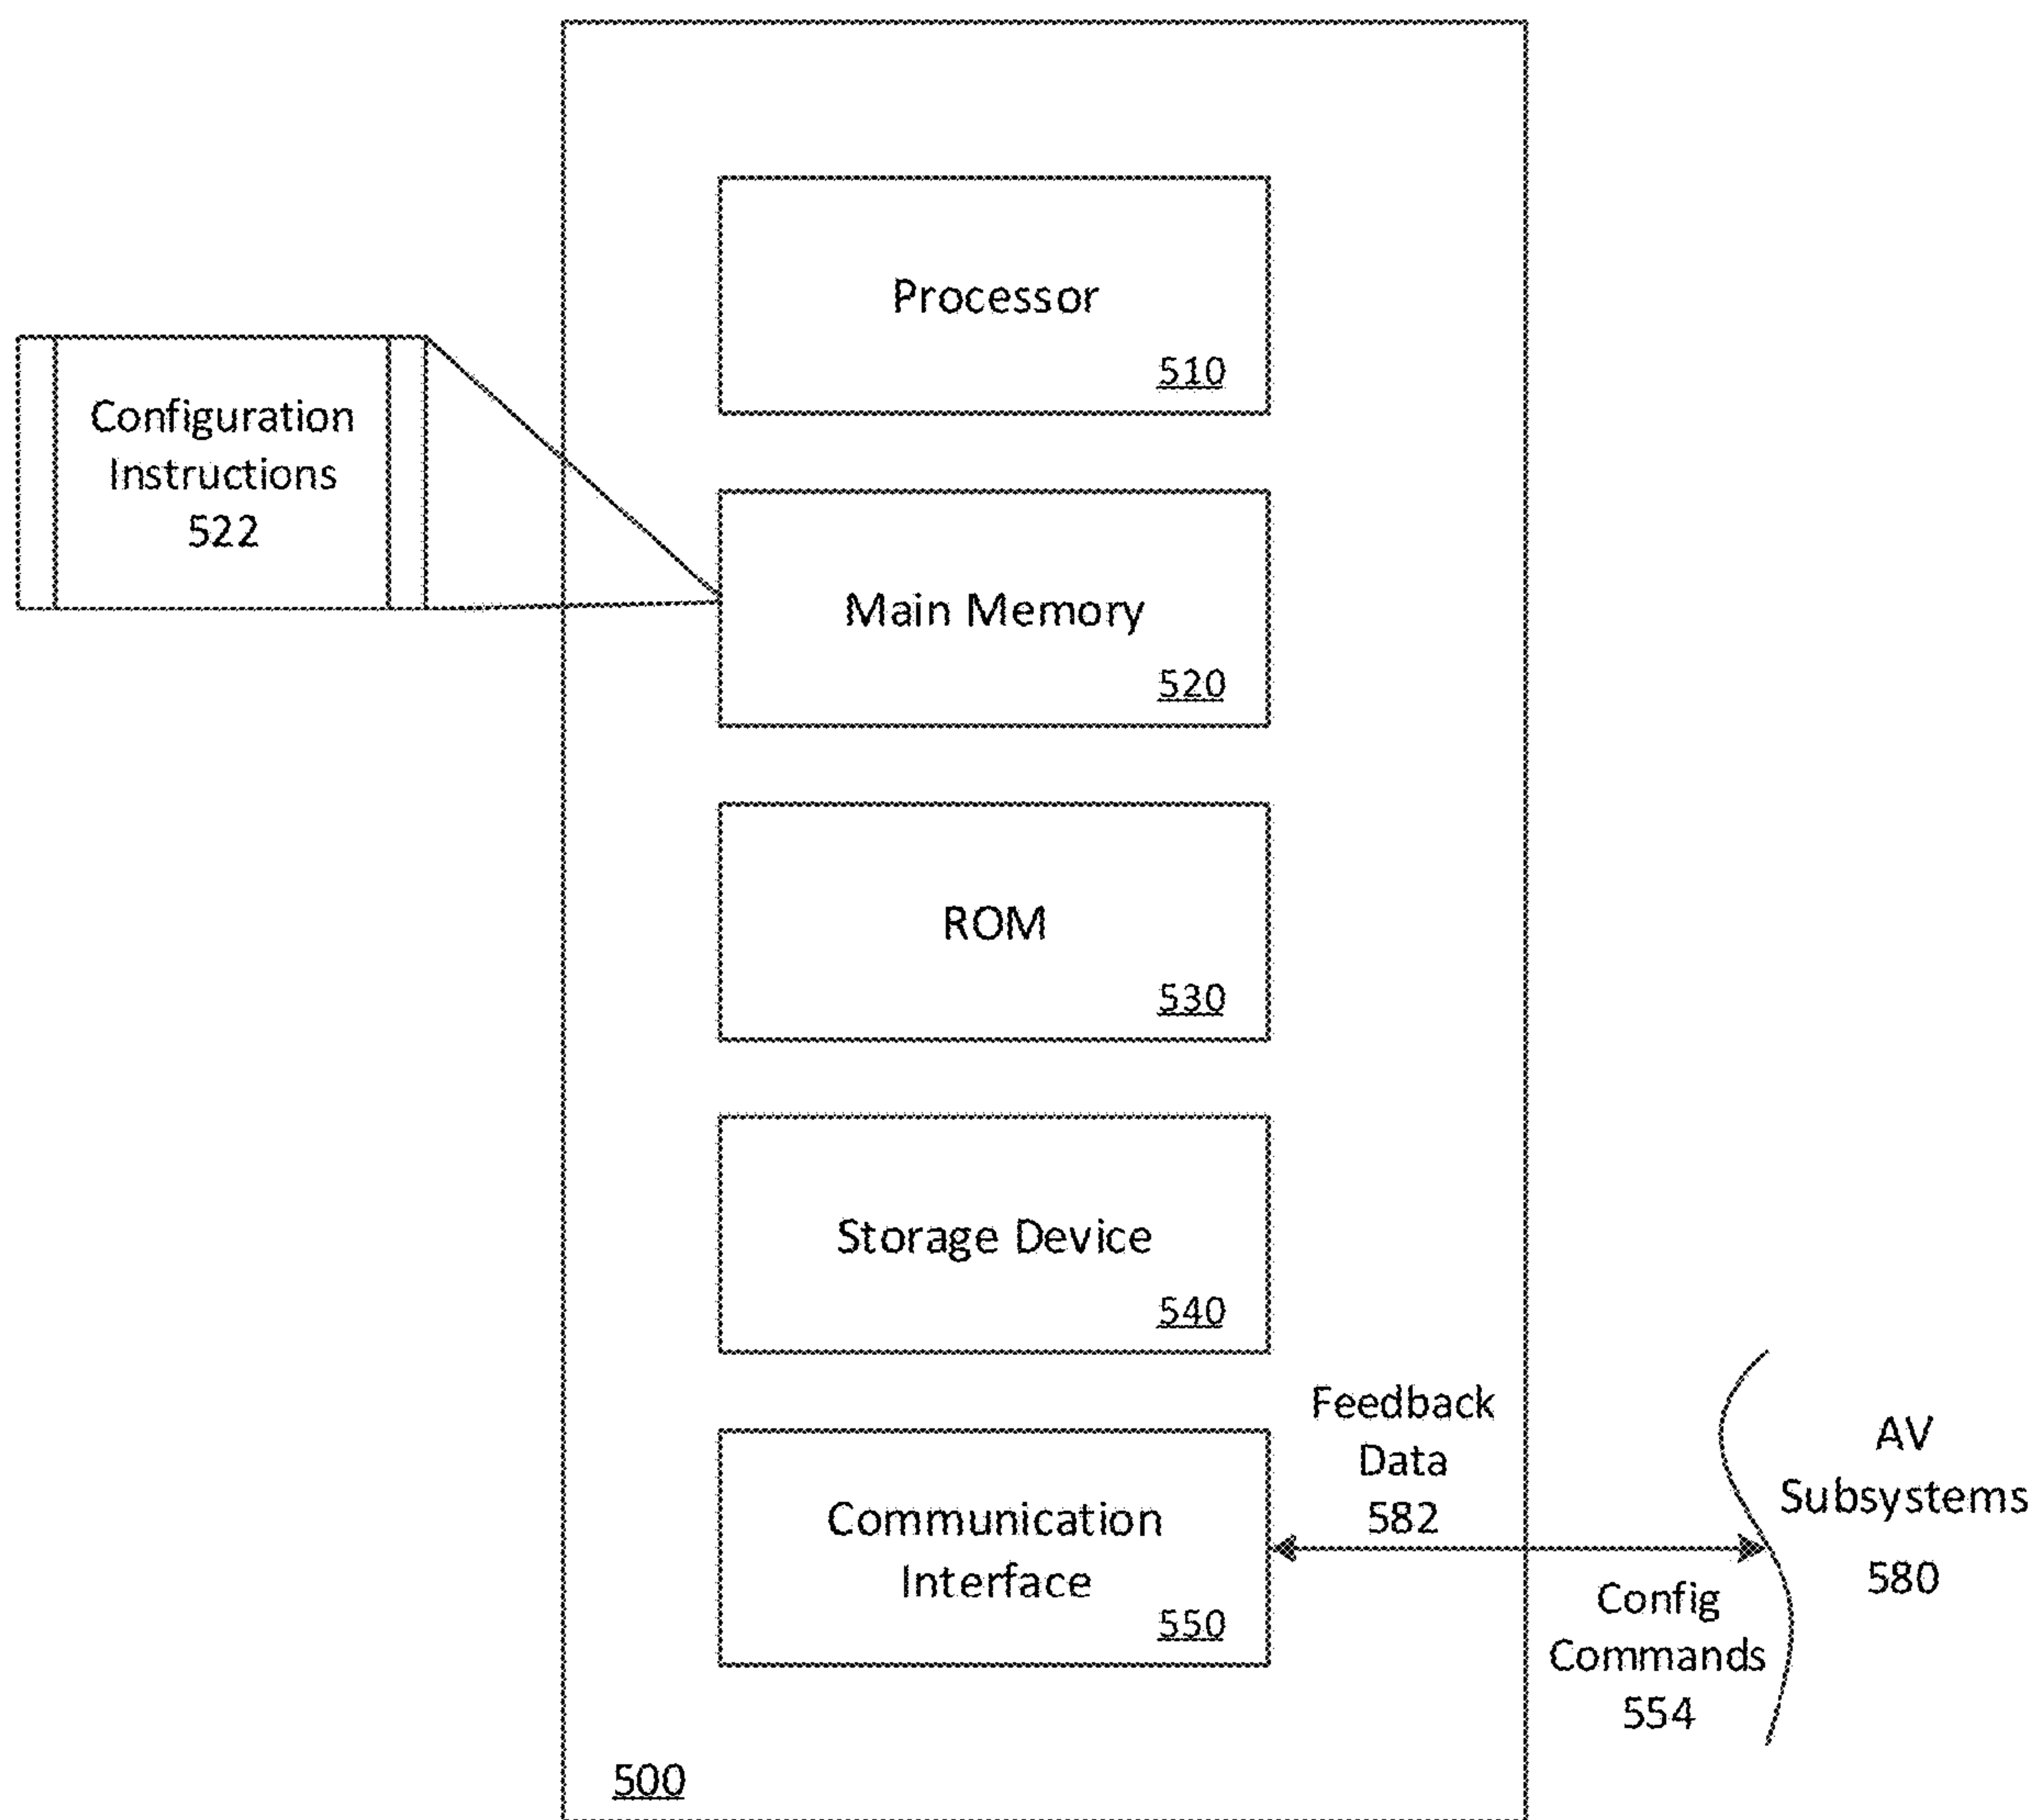 Processor
510
Configuration
Instructions
522
Main Memory
520
ROM
530
Storage Device
540
Feedback
Data
582
Communication
Interface
550
AV
Subsystems
580
Config
Commands
554
500